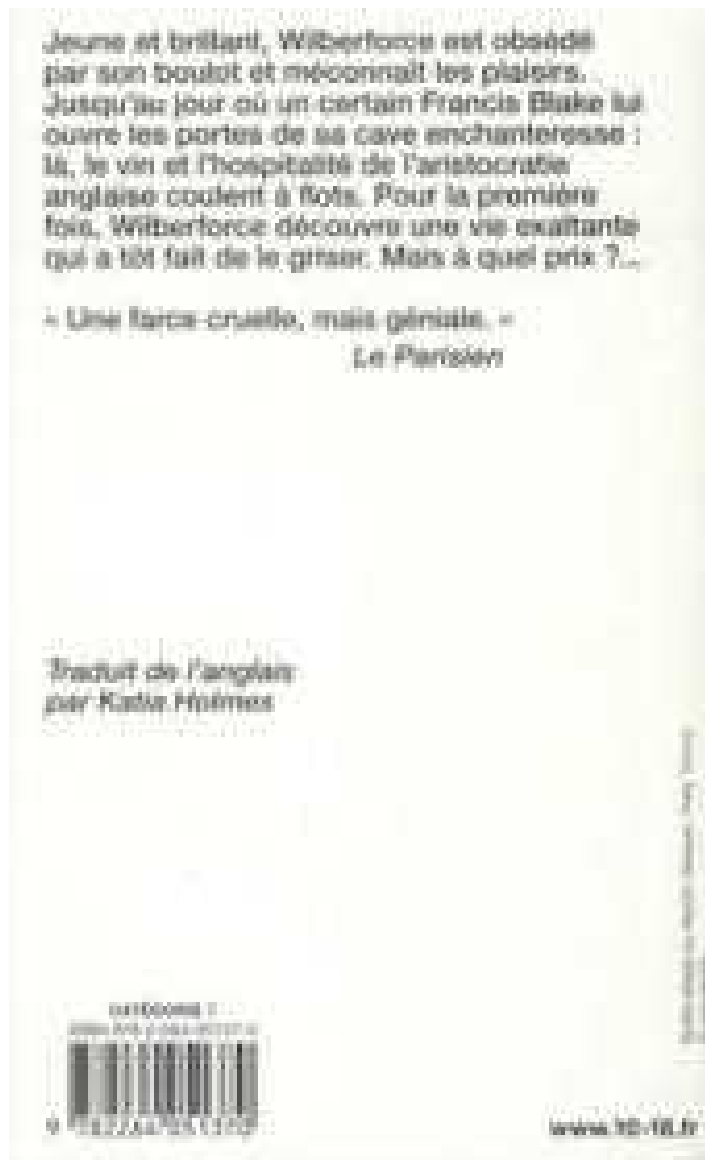 Jeune et brillant, Wilberforce est obsédé
par son boulot et méconnaît les plaisirs.
Jusqu'au jour où un certain Francis Blake lui
ouvre les portes de sa cave enchanteresse :
là, le vin et l'hospitalité de l'aristocratie
anglaise coulent à flots. Pour la première
fois, Wilberforce découvre une vie exaltante
qui a tôt fait de le griser. Mais à quel prix ?...
« Une farce cruelle, mais géniale. »
Le Parisien
Traduit de l'anglais
par Katia Holmes
www.10-18.fr